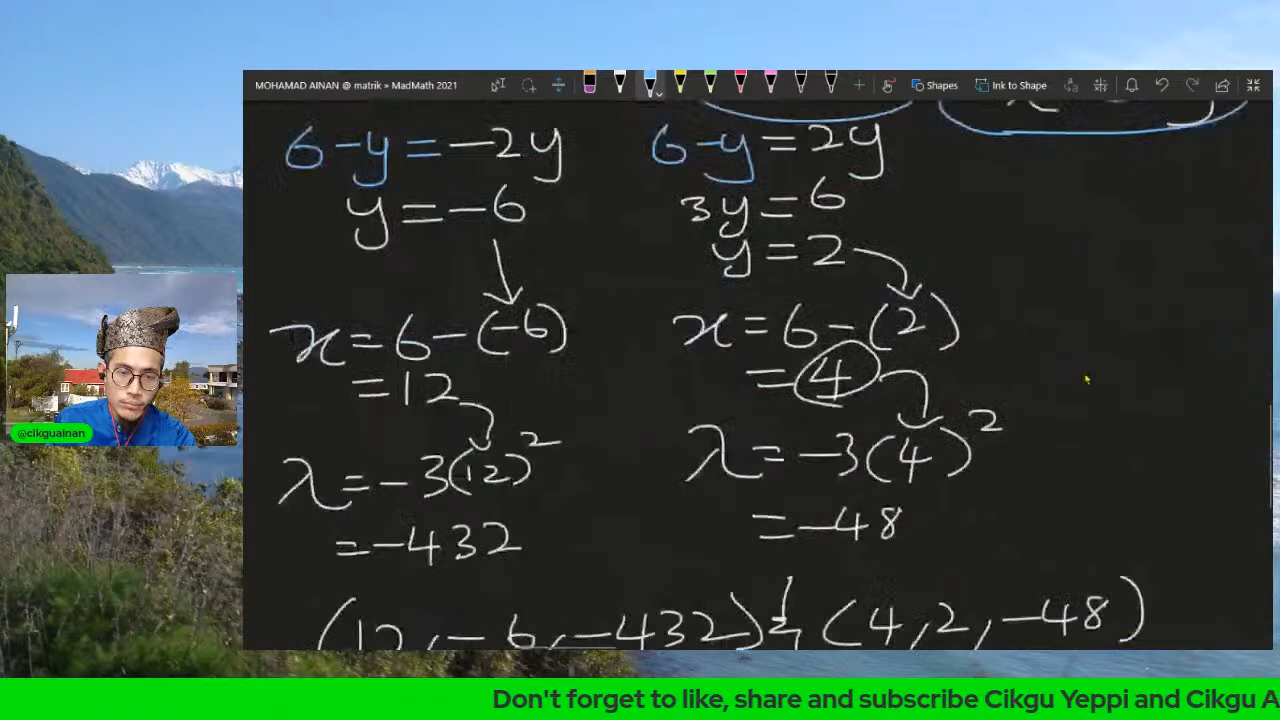 MOHAMAD AINAN @ matrik » MadMath 2021
Shapes
Ink to Shape
6-y=-2y
y=-6
x=6-(-6)
=12
λ=-3(12)²
=-432
6-y=2y
3y=6
y=2
x=6-(2)
=4
λ=-3(4)²
=-48
(12,-6,-432) & (4,2,-48)
@cikguainan
Don't forget to like, share and subscribe Cikgu Yeppi and Cikgu A